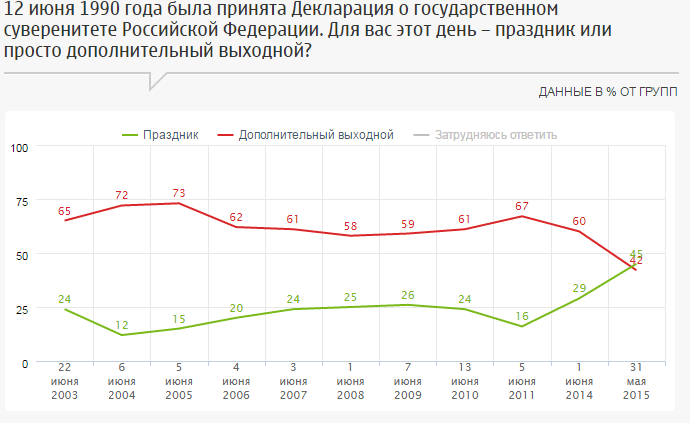 12 июня 1990 года была принята Декларация о государственном
суверенитете Российской Федерации. Для вас этот день – праздник или
просто дополнительный выходной?
ДАННЫЕ В % ОТ ГРУПП
Праздник Дополнительный выходной Затрудняюсь ответить
100
75
50
25
0
65 72 73 62 61 58 59 61 67 60 42
24 12 15 20 24 25 26 24 16 29 45
22 6 5 4 3 1 7 13 5 1 31
июня июня июня июня июня июня июня июня июня июня мая
2003 2004 2005 2006 2007 2008 2009 2010 2011 2014 2015